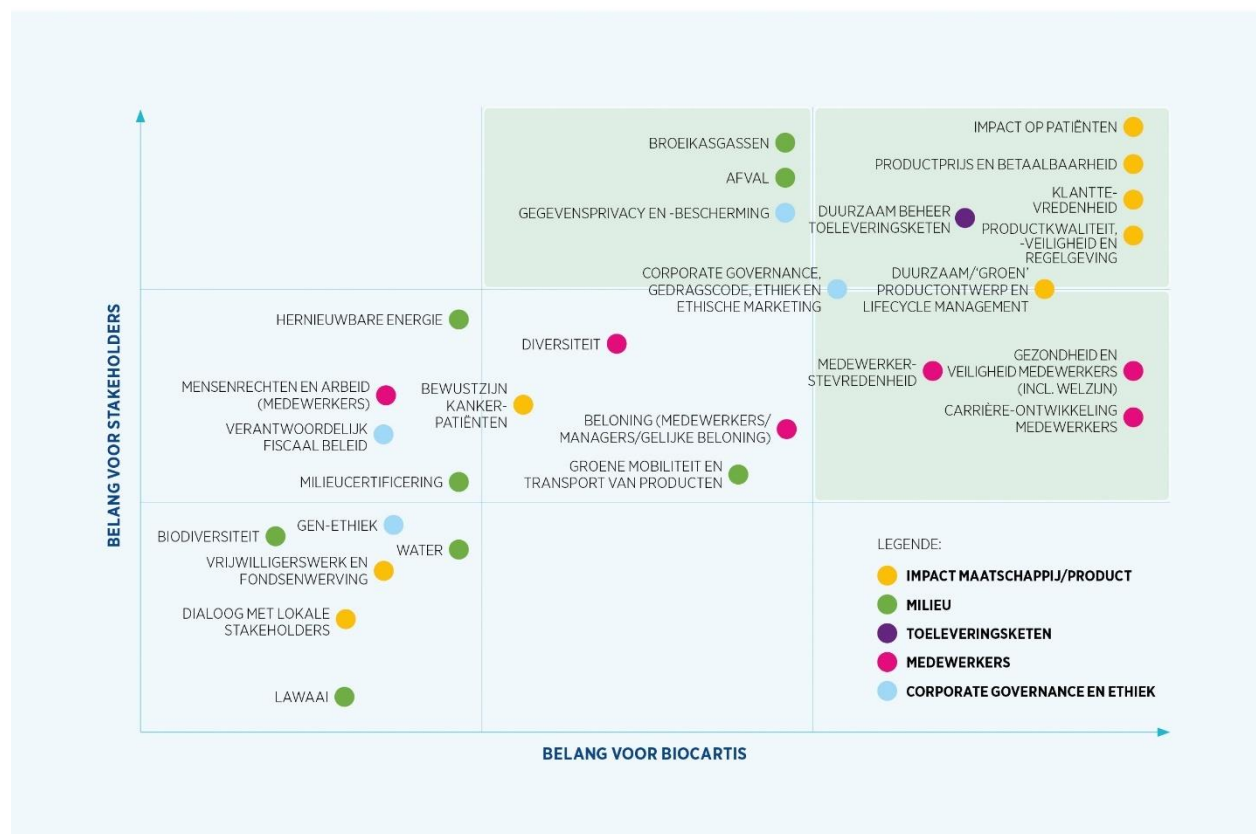 IMPACT OP PATIËNTEN
BROEIKASGASSEN
PRODUCTPRIJS EN BETAALBAARHEID
AFVAL
KLANTTE-
VREDENHEID
GEGEVENSPRIVACY EN -BESCHERMING
DUURZAAM BEHEER
TOELEVERINGSKETEN
PRODUCTKWALITEIT,
-VEILIGHEID EN
REGELGEVING
CORPORATE GOVERNANCE,
GEDRAGSCODE, ETHIEK EN
ETHISCHE MARKETING
DUURZAAM/‘GROEN’
PRODUCTONTWERP EN
LIFECYCLE MANAGEMENT
HERNIEUWBARE ENERGIE
DIVERSITEIT
MEDEWERKER-
STEVREDENHEID
GEZONDHEID EN
VEILIGHEID MEDEWERKERS
(INCL. WELZIJN)
MENSENRECHTEN EN ARBEID
(MEDEWERKERS)
BEWUSTZIJN
KANKER-
PATIËNTEN
CARRIÈRE-ONTWIKKELING
MEDEWERKERS
VERANTWOORDELIJK
FISCAAL BELEID
BELONING (MEDEWERKERS/
MANAGERS/GELIJKE BELONING)
GROENE MOBILITEIT EN
TRANSPORT VAN PRODUCTEN
MILIEUCERTIFICERING
GEN-ETHIEK
BIODIVERSITEIT
WATER
VRIJWILLIGERSWERK EN
FONDSENWERVING
DIALOOG MET LOKALE
STAKEHOLDERS
LAWAAI
BELANG VOOR STAKEHOLDERS
BELANG VOOR BIOCARTIS
LEGENDE:
IMPACT MAATSCHAPPIJ/PRODUCT
MILIEU
TOELEVERINGSKETEN
MEDEWERKERS
CORPORATE GOVERNANCE EN ETHIEK